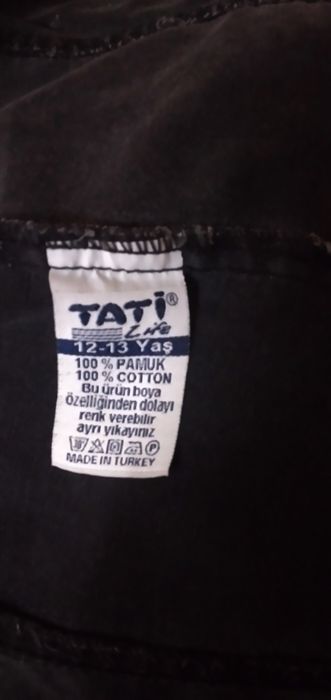 TATİ®
Life
12-13 Yaş
100 % PAMUK
100 % COTTON
Bu ürün boya
özelliğinden dolayı
renk verebilir
ayrı yıkayınız
MADE IN TURKEY